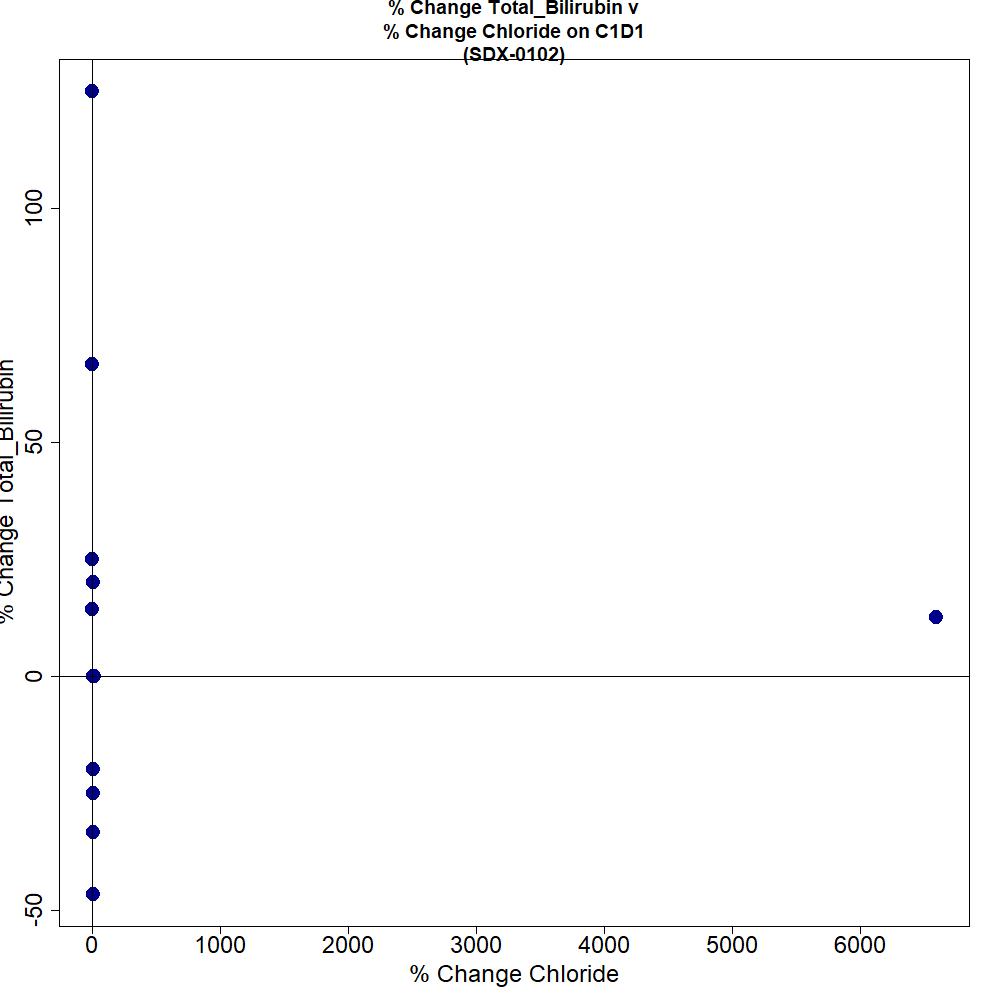 % Change Total_Bilirubin v
% Change Chloride on C1D1
(SDX-0102)
% Change Total_Bilirubin
100
50
0
-50
0 1000 2000 3000 4000 5000 6000
% Change Chloride